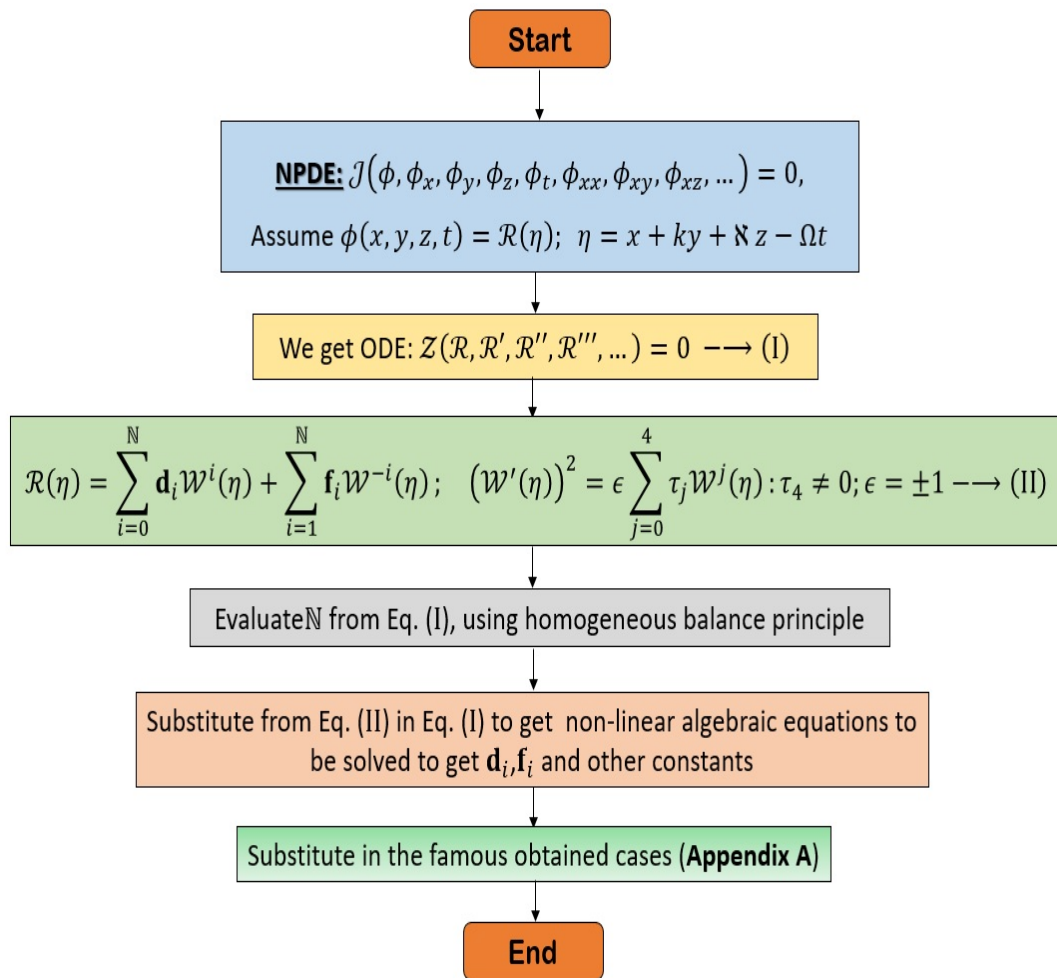 Start
NPDE: 𝒥(ϕ, ϕ_x, ϕ_y, ϕ_z, ϕ_t, ϕ_xx, ϕ_xy, ϕ_xz, …) = 0,
Assume ϕ(x, y, z, t) = ℛ(η); η = x + ky + ℵ z − Ωt
We get ODE: 𝒵(ℛ, ℛ′, ℛ′′, ℛ′′′, …) = 0 ⟶ (I)
ℛ(η) = ∑_{i=0}^{ℕ} 𝐝_i 𝒲^i(η) + ∑_{i=1}^{ℕ} 𝐟_i 𝒲^{−i}(η) ; (𝒲′(η))^2 = ϵ ∑_{j=0}^{4} τ_j 𝒲^j(η) : τ_4 ≠ 0; ϵ = ±1 ⟶ (II)
Evaluateℕ from Eq. (I), using homogeneous balance principle
Substitute from Eq. (II) in Eq. (I) to get non-linear algebraic equations to
be solved to get 𝐝_i,𝐟_i and other constants
Substitute in the famous obtained cases (Appendix A)
End